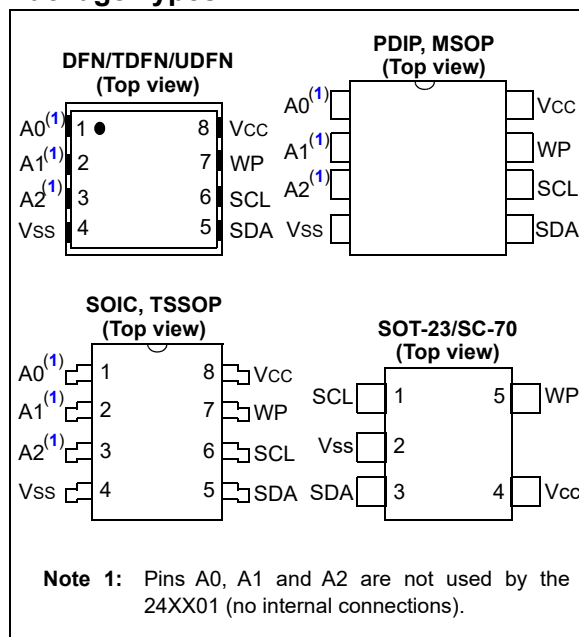 DFN/TDFN/UDFN
(Top view)
A0(1) 1 8 VCC
A1(1) 2 7 WP
A2(1) 3 6 SCL
VSS 4 5 SDA
PDIP, MSOP
(Top view)
A0(1) VCC
A1(1) WP
A2(1) SCL
VSS SDA
SOIC, TSSOP
(Top view)
A0(1) 1 8 VCC
A1(1) 2 7 WP
A2(1) 3 6 SCL
VSS 4 5 SDA
SOT-23/SC-70
(Top view)
SCL 1 5 WP
Vss 2
SDA 3 4 Vcc
Note 1: Pins A0, A1 and A2 are not used by the
24XX01 (no internal connections).